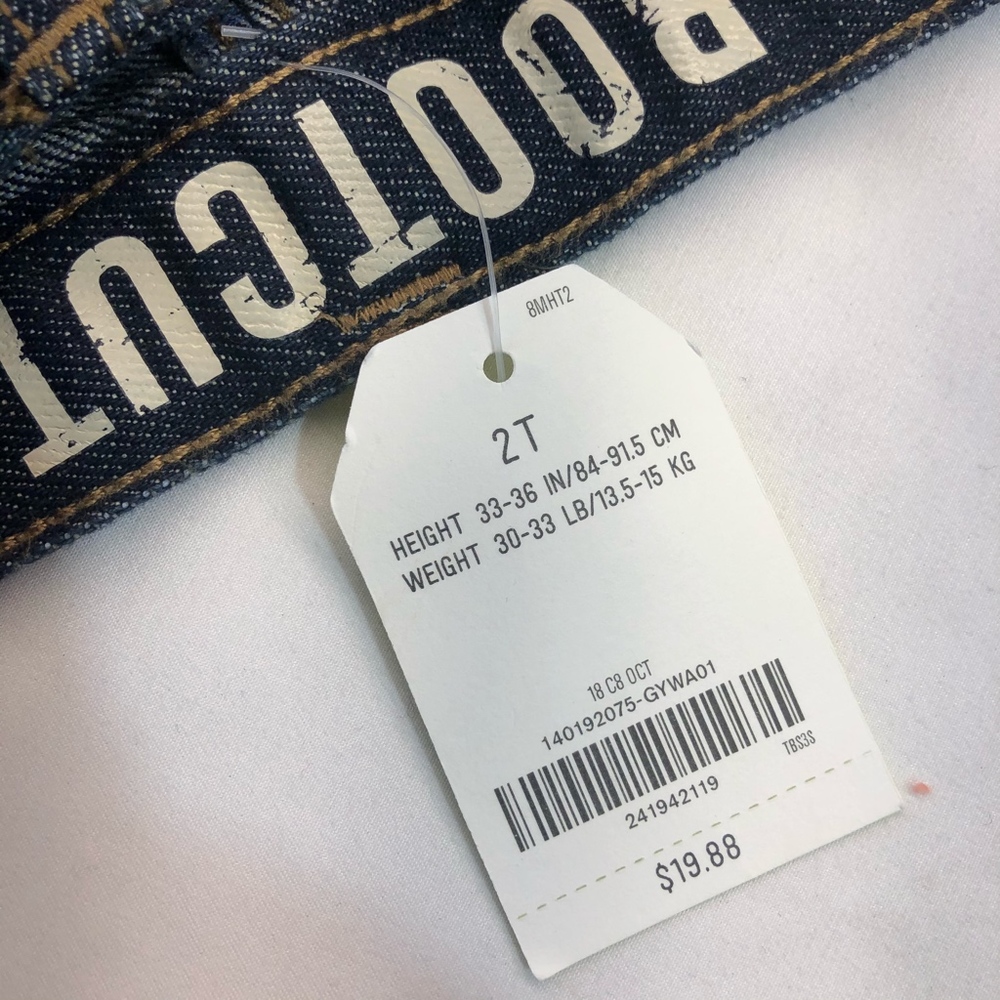 BOOTCUT
8MHT2
2T
HEIGHT 33-36 IN/84-91.5 CM
WEIGHT 30-33 LB/13.5-15 KG
18 C8 OCT
140192075-GYWA01
TBS3S
241942119
$19.88